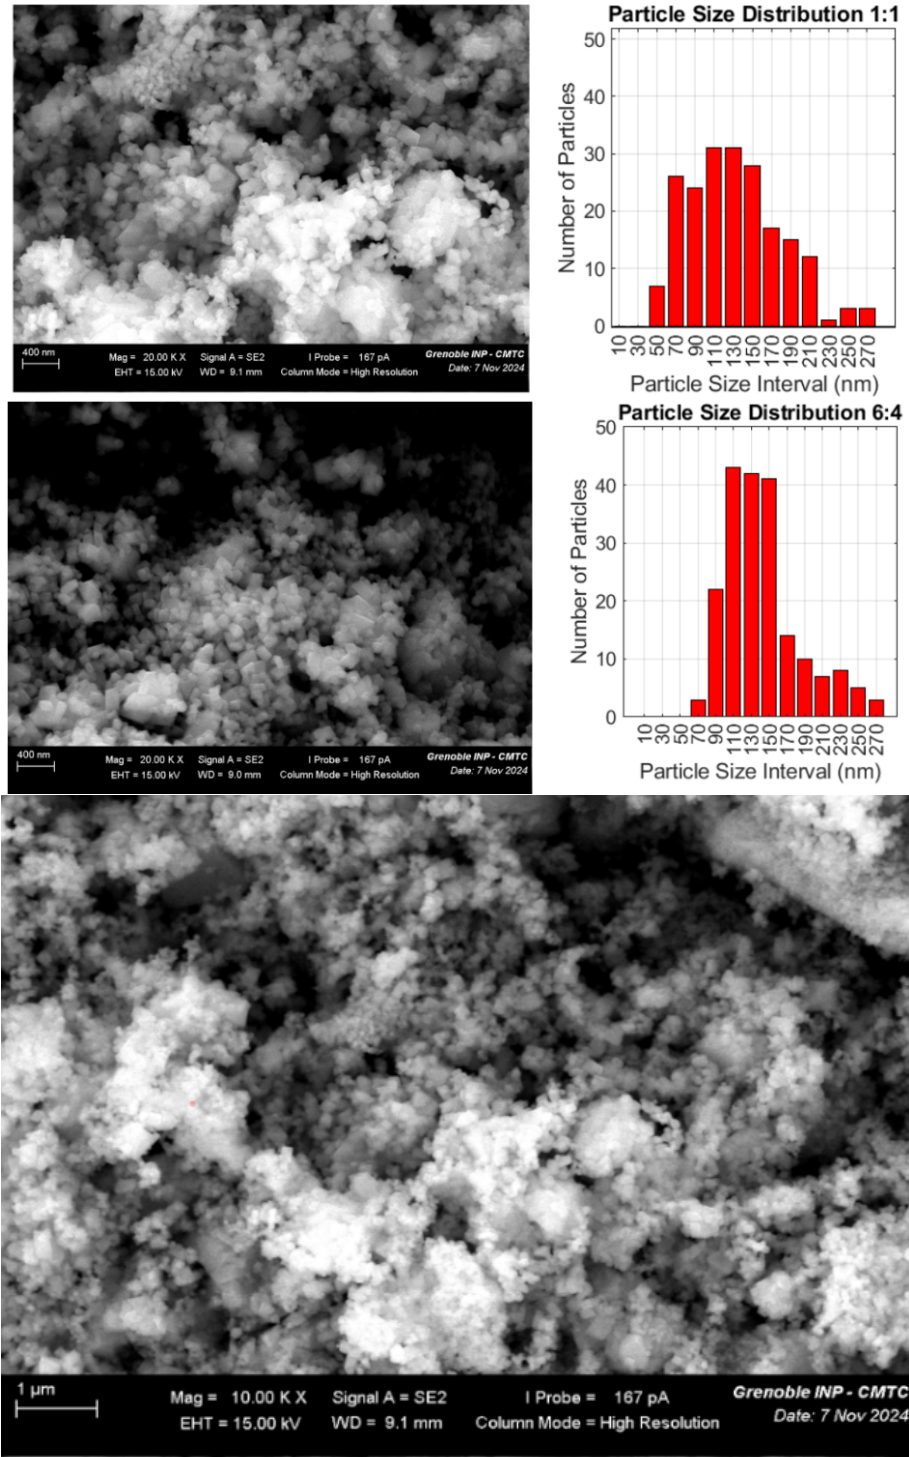 Particle Size Distribution 1:1
Number of Particles
50
40
30
20
10
0
10 30 50 70 90 110 130 150 170 190 210 230 250 270
Particle Size Interval (nm)
400 nm
Mag = 20.00 K X Signal A = SE2 I Probe = 167 pA Grenoble INP - CMTC
EHT = 15.00 kV WD = 9.1 mm Column Mode = High Resolution Date: 7 Nov 2024
Particle Size Distribution 6:4
Number of Particles
50
40
30
20
10
0
10 30 50 70 90 110 130 150 170 190 210 230 250 270
Particle Size Interval (nm)
400 nm
Mag = 20.00 K X Signal A = SE2 I Probe = 167 pA Grenoble INP - CMTC
EHT = 15.00 kV WD = 9.0 mm Column Mode = High Resolution Date: 7 Nov 2024
1 µm
Mag = 10.00 K X Signal A = SE2 I Probe = 167 pA Grenoble INP - CMTC
EHT = 15.00 kV WD = 9.1 mm Column Mode = High Resolution Date: 7 Nov 2024